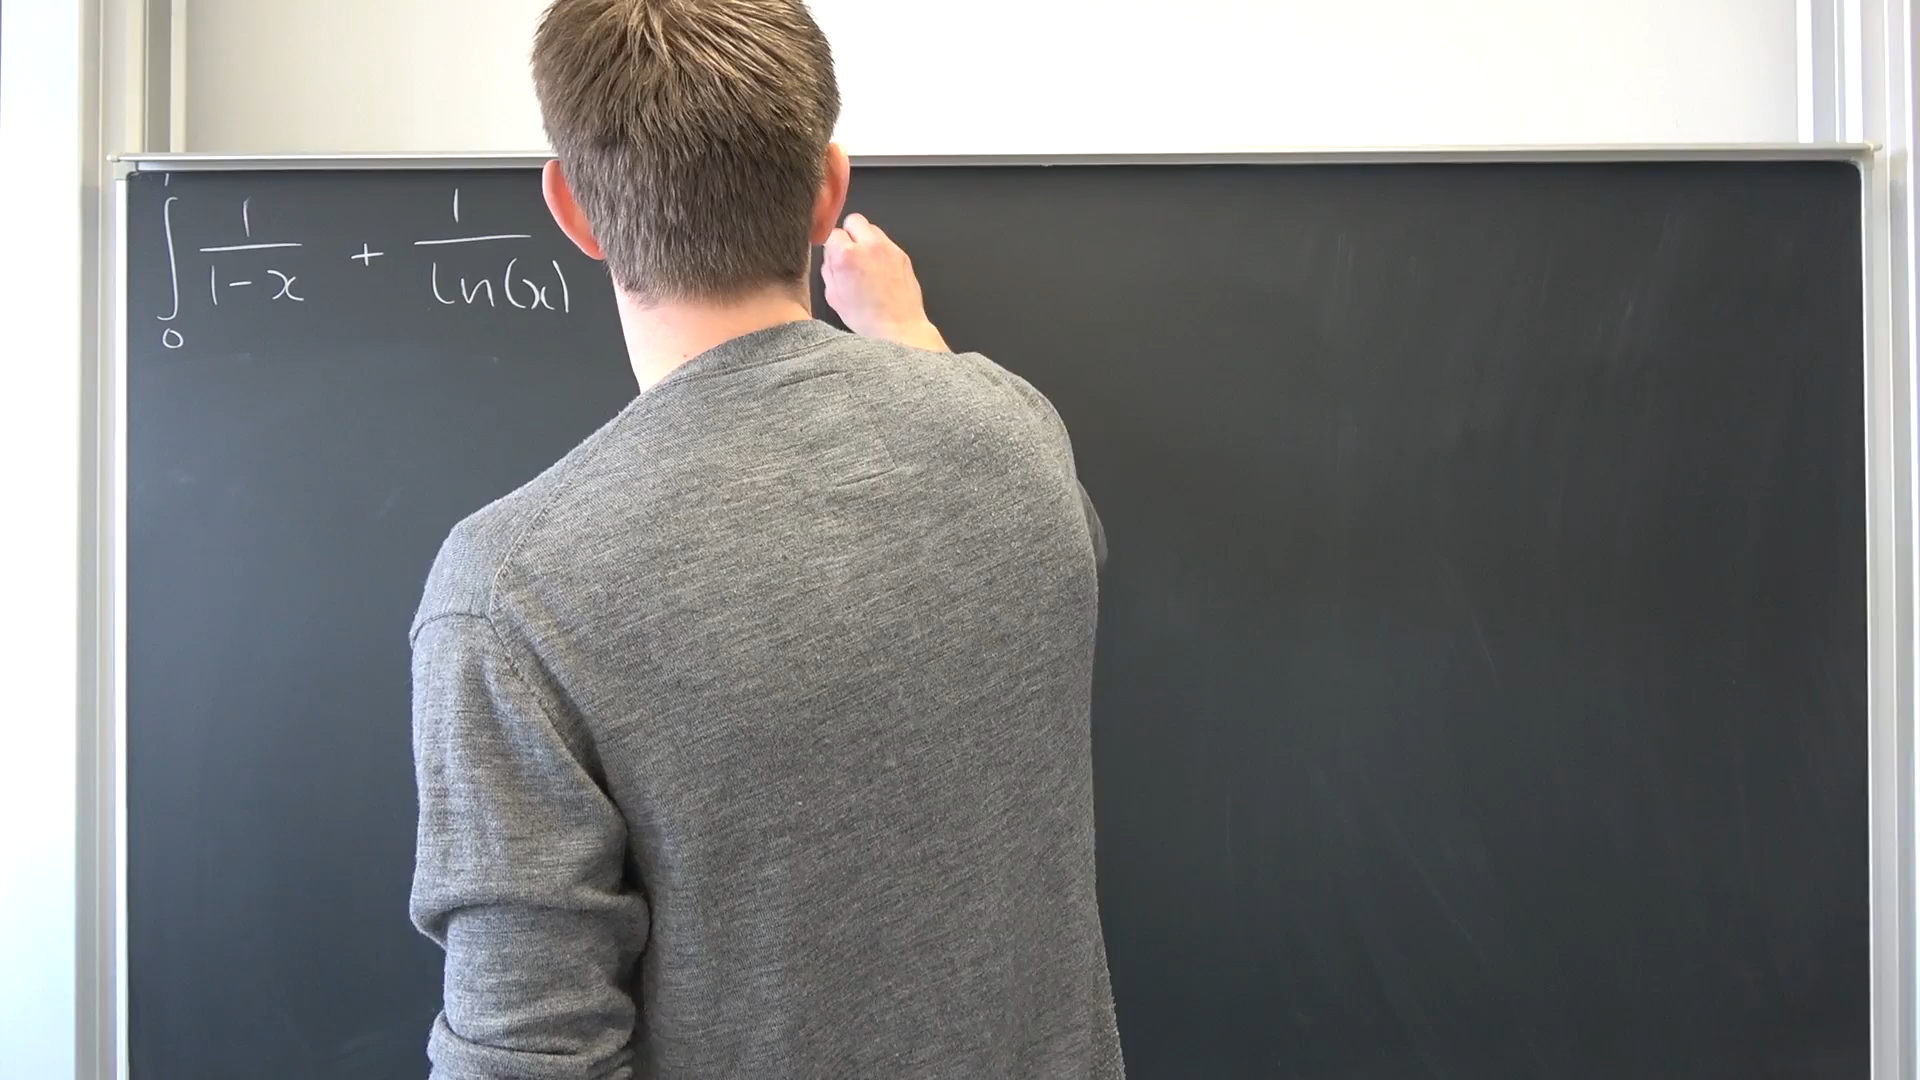 ∫₀¹ 1/(1-x) + 1/ln(x)